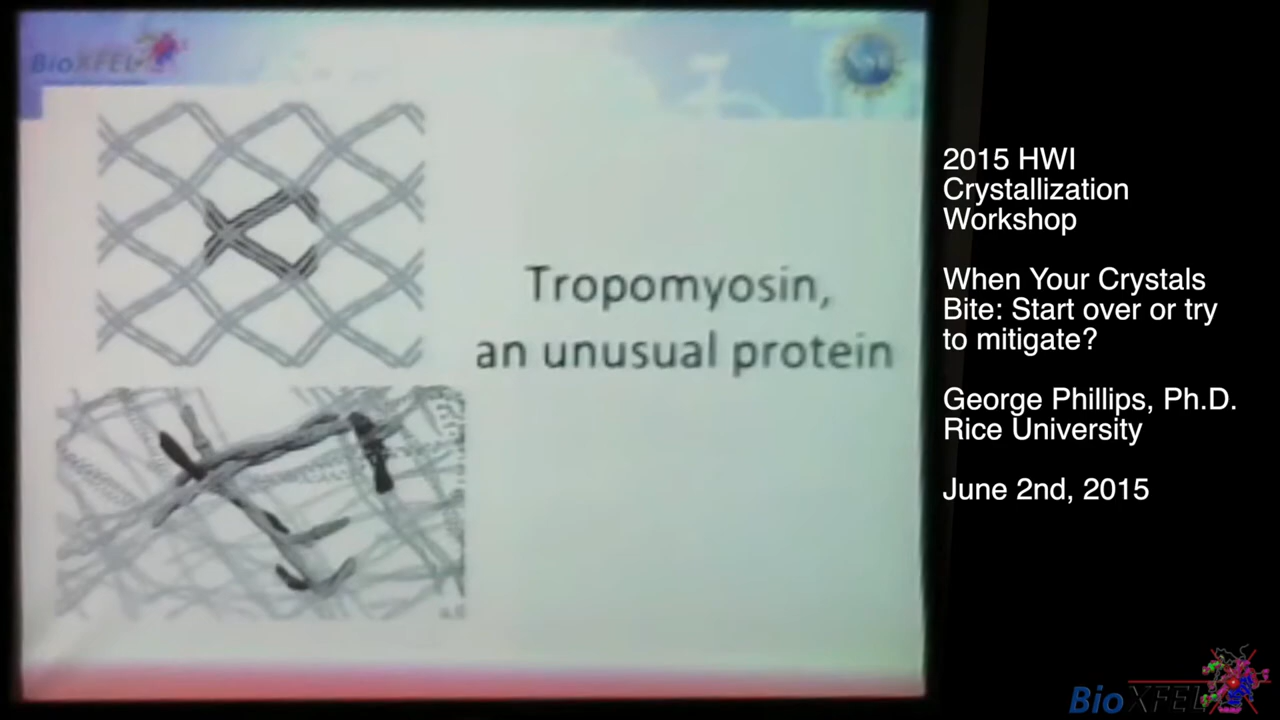 BioXFEL
NSF
Tropomyosin,
an unusual protein
2015 HWI
Crystallization
Workshop
When Your Crystals
Bite: Start over or try
to mitigate?
George Phillips, Ph.D.
Rice University
June 2nd, 2015
BioXFEL